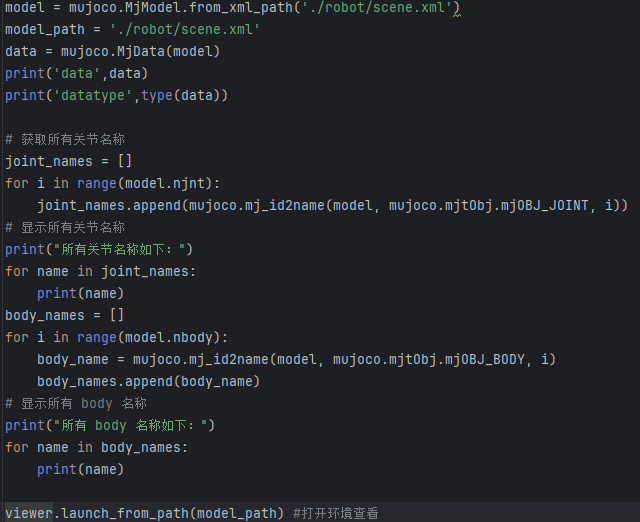 model = mujoco.MjModel.from_xml_path('./robot/scene.xml')
model_path = './robot/scene.xml'
data = mujoco.MjData(model)
print('data',data)
print('datatype',type(data))
# 获取所有关节名称
joint_names = []
for i in range(model.njnt):
    joint_names.append(mujoco.mj_id2name(model, mujoco.mjtObj.mjOBJ_JOINT, i))
# 显示所有关节名称
print("所有关节名称如下：")
for name in joint_names:
    print(name)
body_names = []
for i in range(model.nbody):
    body_name = mujoco.mj_id2name(model, mujoco.mjtObj.mjOBJ_BODY, i)
    body_names.append(body_name)
# 显示所有 body 名称
print("所有 body 名称如下：")
for name in body_names:
    print(name)
viewer.launch_from_path(model_path) #打开环境查看